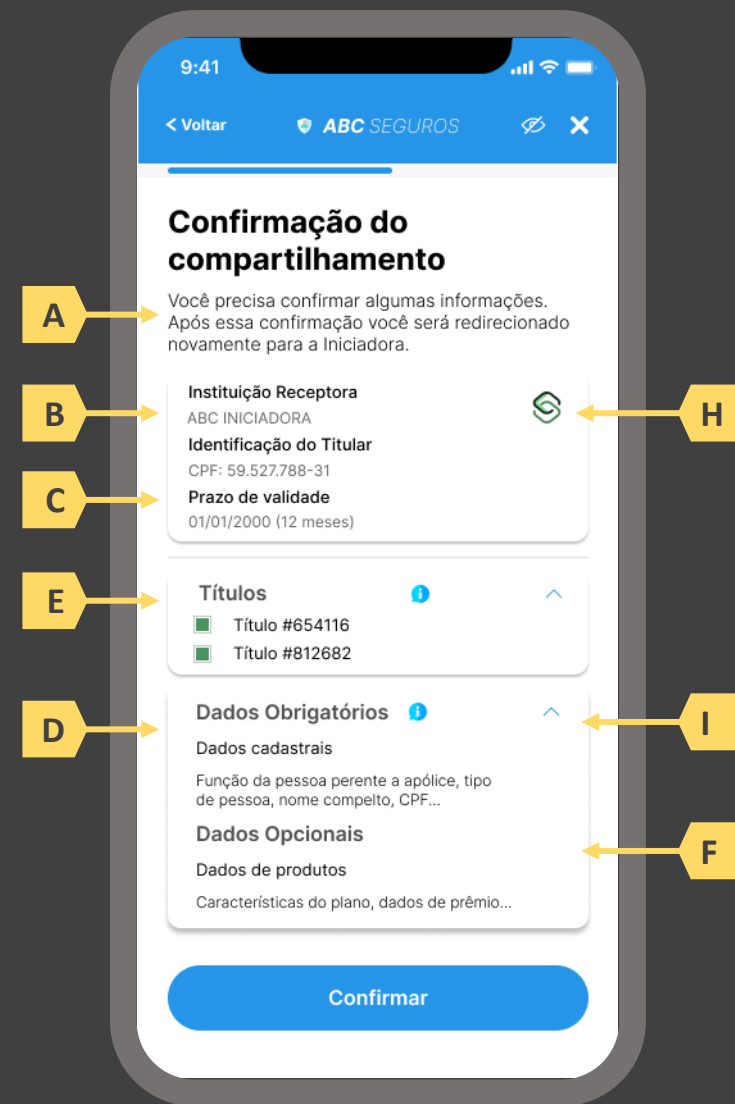 9:41
< Voltar
ABC SEGUROS
Confirmação do
compartilhamento
A
Você precisa confirmar algumas informações.
Após essa confirmação você será redirecionado
novamente para a Iniciadora.
B
Instituição Receptora
ABC INICIADORA
H
Identificação do Titular
CPF: 59.527.788-31
C
Prazo de validade
01/01/2000 (12 meses)
E
Títulos
Título #654116
Título #812682
D
Dados Obrigatórios
I
Dados cadastrais
Função da pessoa perente a apólice, tipo
de pessoa, nome compelto, CPF...
Dados Opcionais
F
Dados de produtos
Características do plano, dados de prêmio...
Confirmar